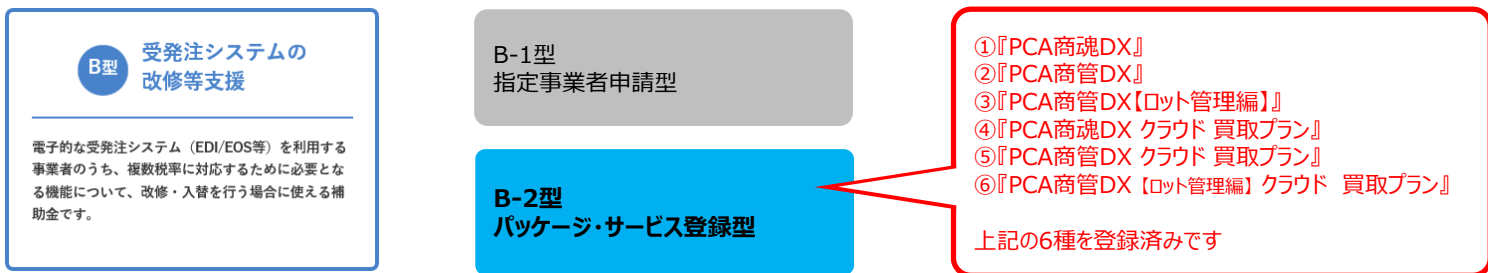 B型
受発注システムの
改修等支援
電子的な受発注システム（EDI/EOS等）を利用する
事業者のうち、複数税率に対応するために必要とな
る機能について、改修・入替を行う場合に使える補
助金です。
B-1型
指定事業者申請型
B-2型
パッケージ・サービス登録型
①『PCA商魂DX』
②『PCA商管DX』
③『PCA商管DX【ロット管理編】』
④『PCA商魂DX クラウド 買取プラン』
⑤『PCA商管DX クラウド 買取プラン』
⑥『PCA商管DX 【ロット管理編】 クラウド 買取プラン』
上記の6種を登録済みです